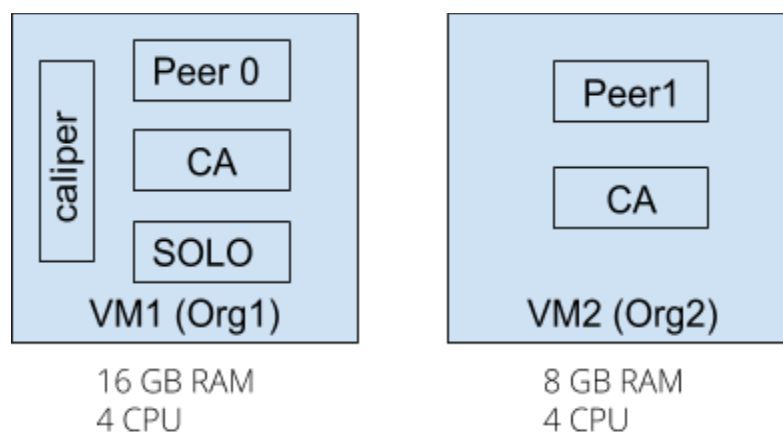 caliper
Peer 0
CA
SOLO
VM1 (Org1)
16 GB RAM
4 CPU
Peer1
CA
VM2 (Org2)
8 GB RAM
4 CPU